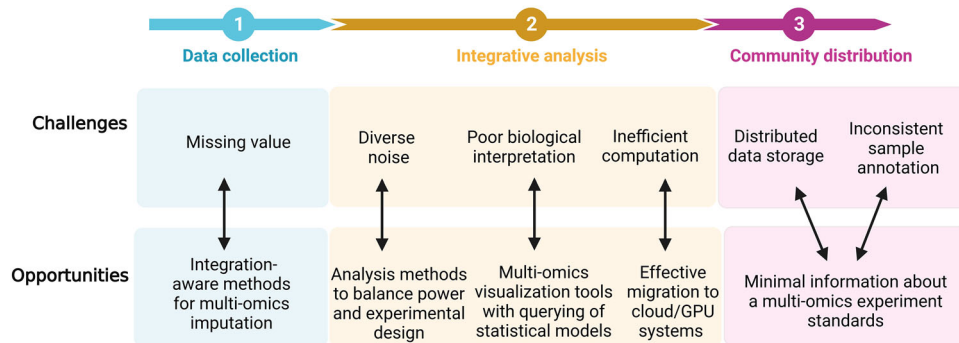 1
2
3
Data collection
Integrative analysis
Community distribution
Challenges
Missing value
Diverse
noise
Poor biological
interpretation
Inefficient
computation
Distributed
data storage
Inconsistent
sample
annotation
Opportunities
Integration-
aware methods
for multi-omics
imputation
Analysis methods
to balance power
and experimental
design
Multi-omics
visualization tools
with querying of
statistical models
Effective
migration to
cloud/GPU
systems
Minimal information about
a multi-omics experiment
standards